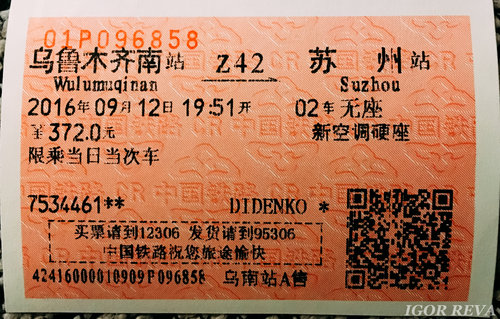 01P096858
乌鲁木齐南站 Z42 苏州站
Wulumuqinan Suzhou
2016年09月12日19:51开 02车无座
￥372.0元 新空调硬座
限乘当日当次车
7534461** DIDENKO *
买票请到12306 发货请到95306
中国铁路祝您旅途愉快
42416000010909P096858 乌南站A售
IGOR REVA